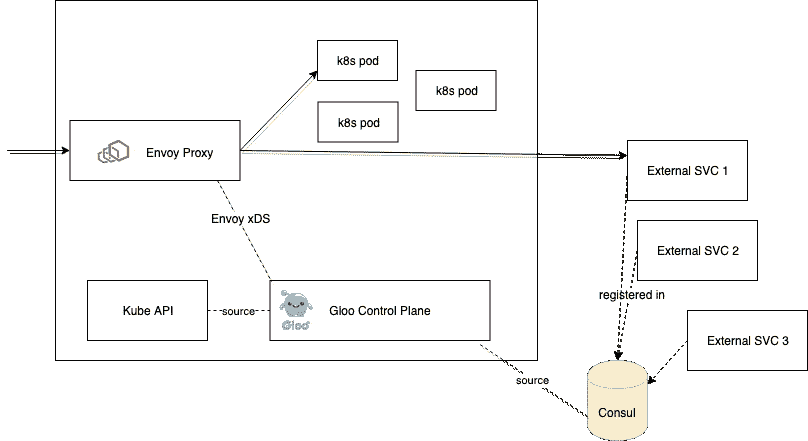 k8s pod
k8s pod
k8s pod
Envoy Proxy
External SVC 1
Envoy xDS
External SVC 2
registered in
Kube API
source
Gloo
Gloo Control Plane
External SVC 3
source
Consul